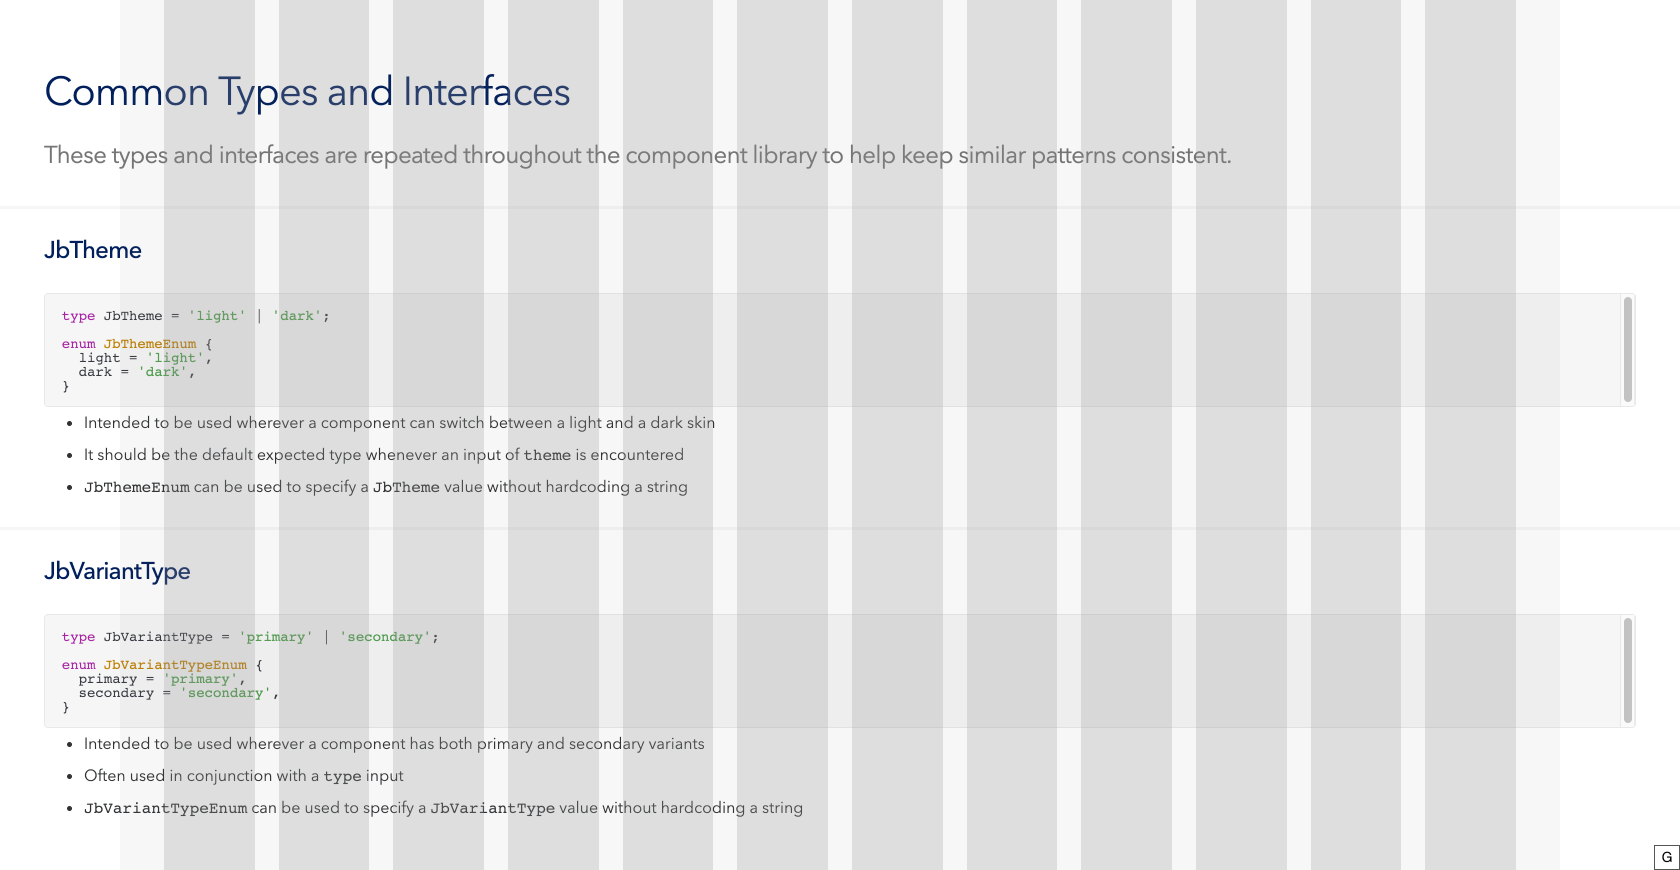 Common Types and Interfaces
These types and interfaces are repeated throughout the component library to help keep similar patterns consistent.
JbTheme
type JbTheme = 'light' | 'dark';
enum JbThemeEnum {
  light = 'light',
  dark = 'dark',
}
• Intended to be used wherever a component can switch between a light and a dark skin
• It should be the default expected type whenever an input of theme is encountered
• JbThemeEnum can be used to specify a JbTheme value without hardcoding a string
JbVariantType
type JbVariantType = 'primary' | 'secondary';
enum JbVariantTypeEnum {
  primary = 'primary',
  secondary = 'secondary',
}
• Intended to be used wherever a component has both primary and secondary variants
• Often used in conjunction with a type input
• JbVariantTypeEnum can be used to specify a JbVariantType value without hardcoding a string
G